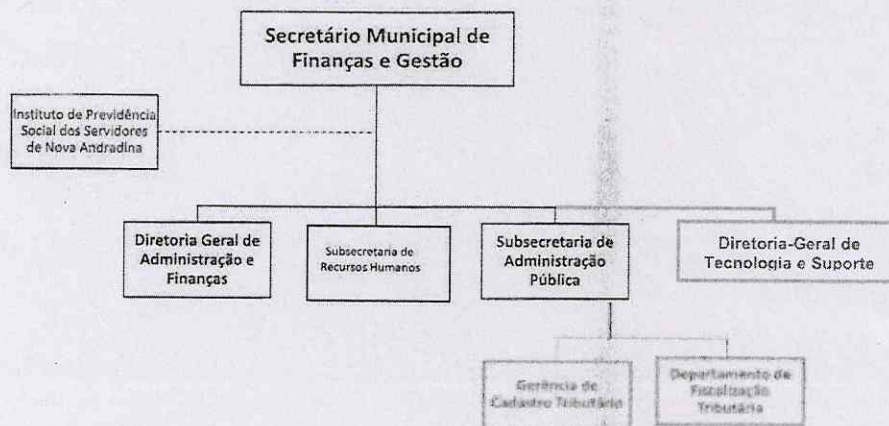 Secretário Municipal de
Finanças e Gestão
Instituto de Previdência
Social dos Servidores
de Nova Andradina
Diretoria Geral de
Administração e
Finanças
Subsecretaria de
Recursos Humanos
Subsecretaria de
Administração
Pública
Diretoria-Geral de
Tecnologia e Suporte
Gerência de
Cadastro Tributário
Departamento de
Fiscalização
Tributária